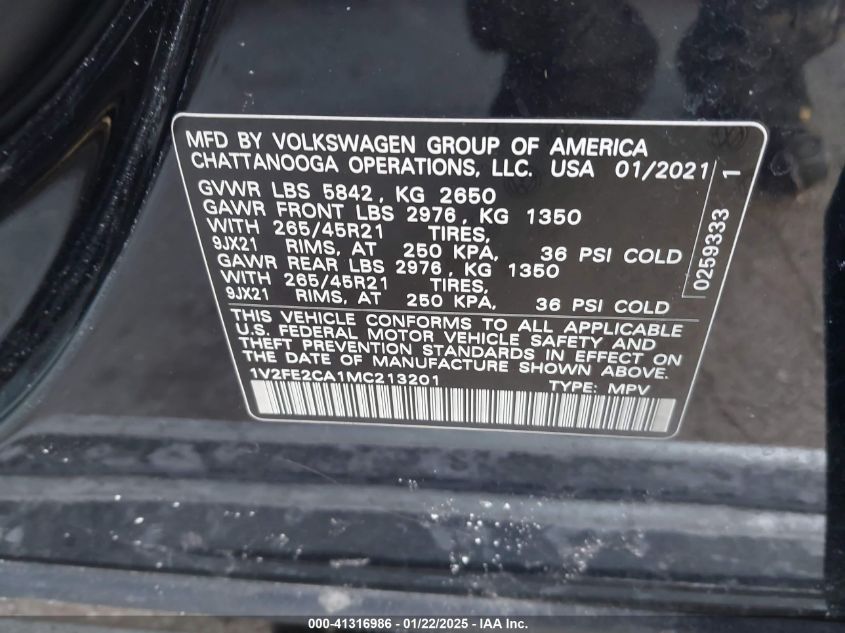 MFD BY VOLKSWAGEN GROUP OF AMERICA
CHATTANOOGA OPERATIONS, LLC. USA 01/2021
GVWR LBS 5842, KG 2650
GAWR FRONT LBS 2976, KG 1350
WITH 265/45R21 TIRES,
9JX21 RIMS, AT 250 KPA, 36 PSI COLD
GAWR REAR LBS 2976, KG 1350
WITH 265/45R21 TIRES,
9JX21 RIMS, AT 250 KPA, 36 PSI COLD
0259333 1
THIS VEHICLE CONFORMS TO ALL APPLICABLE
U.S. FEDERAL MOTOR VEHICLE SAFETY AND
THEFT PREVENTION STANDARDS IN EFFECT ON
THE DATE OF MANUFACTURE SHOWN ABOVE.
1V2FE2CA1MC213201 TYPE: MPV
000-41316986 - 01/22/2025 - IAA Inc.